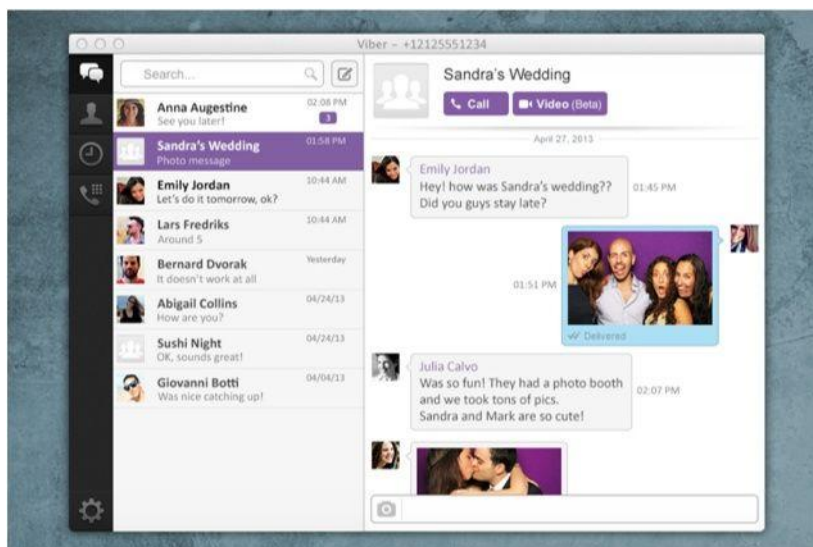 Viber – +12125551234
Search...
Anna Augestine
02:08 PM
See you later!
3
Sandra's Wedding
01:58 PM
Photo message
Emily Jordan
10:44 AM
Let's do it tomorrow, ok?
Lars Fredriks
10:44 AM
Around 5
Bernard Dvorak
Yesterday
It doesn't work at all
Abigail Collins
04/24/13
How are you?
Sushi Night
04/24/13
OK, sounds great!
Giovanni Botti
04/04/13
Was nice catching up!
Sandra's Wedding
Call
Video (Beta)
April 27, 2013
Emily Jordan
Hey! how was Sandra's wedding??
Did you guys stay late?
01:45 PM
01:51 PM
Delivered
Julia Calvo
Was so fun! They had a photo booth
and we took tons of pics.
Sandra and Mark are so cute!
02:07 PM